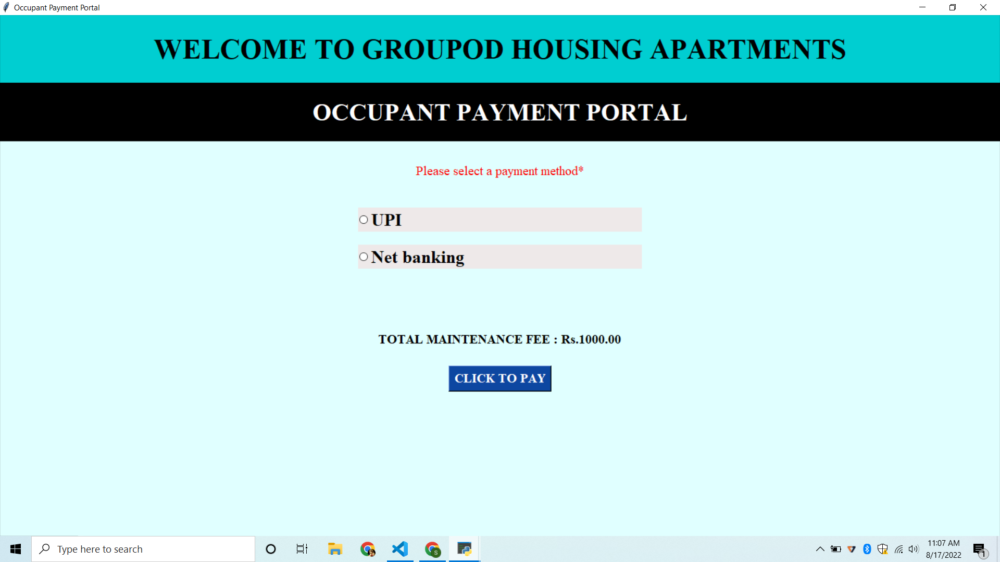 Occupant Payment Portal
WELCOME TO GROUPOD HOUSING APARTMENTS
OCCUPANT PAYMENT PORTAL
Please select a payment method*
UPI
Net banking
TOTAL MAINTENANCE FEE : Rs.1000.00
CLICK TO PAY
Type here to search
S
11:07 AM
8/17/2022
1